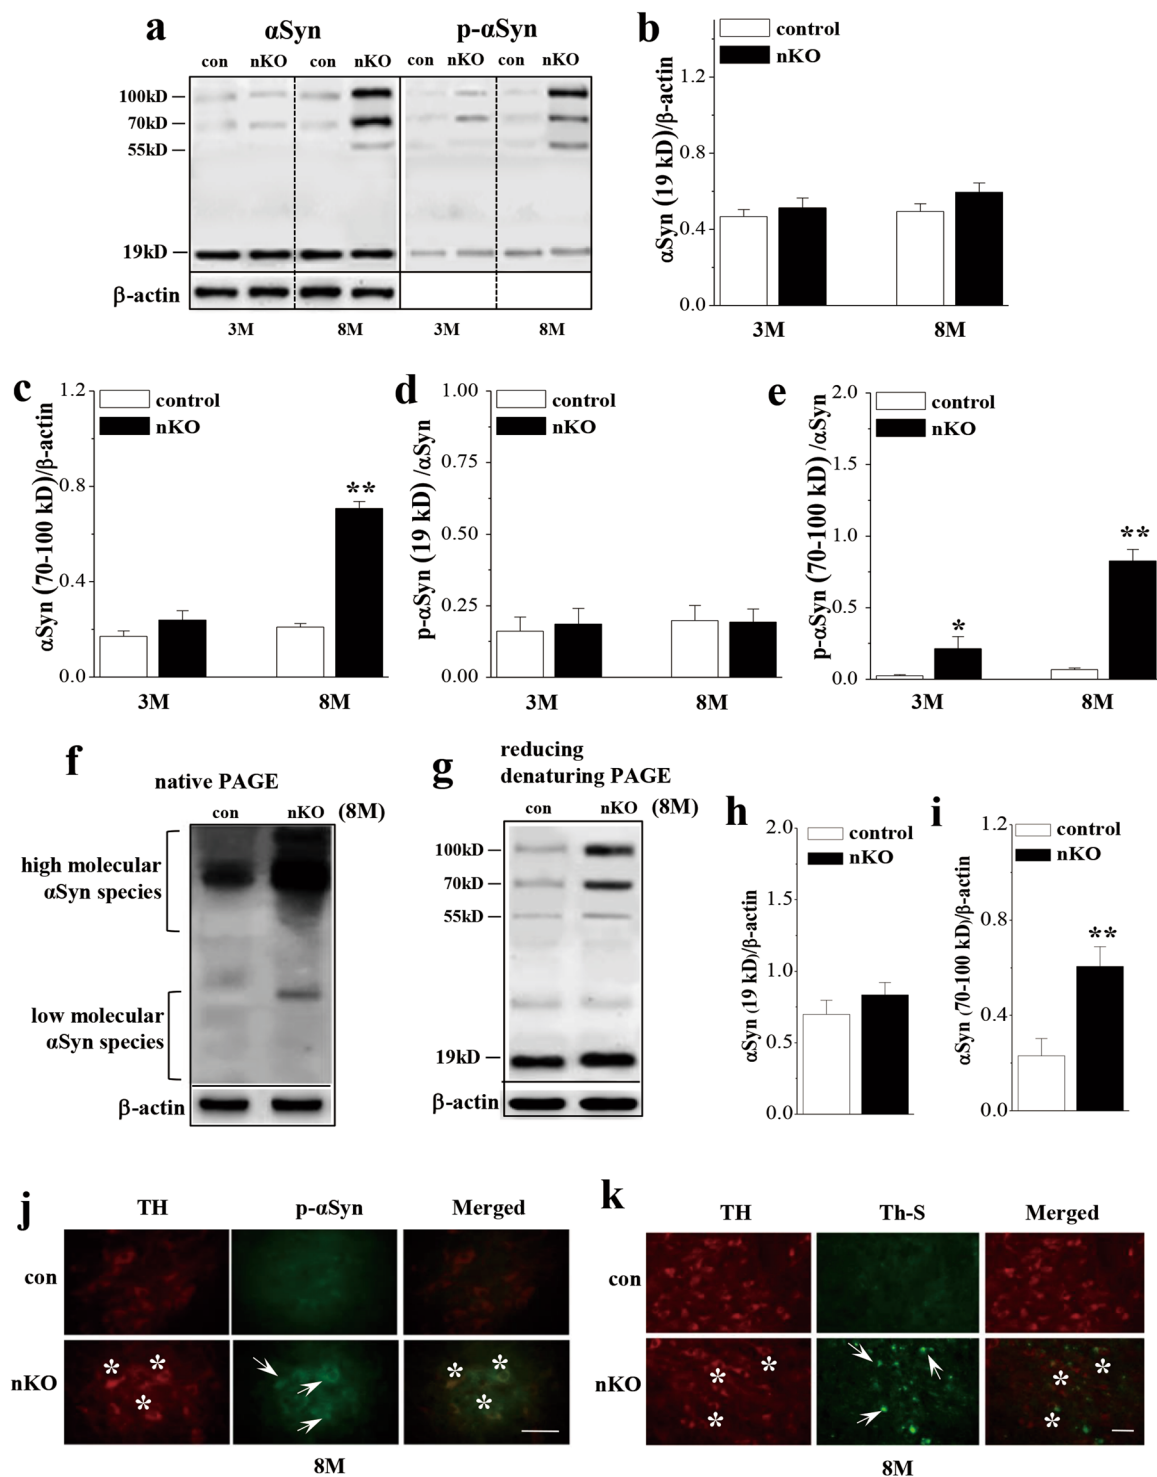 a
αSyn
p-αSyn
con nKO con nKO con nKO con nKO
100kD
70kD
55kD
19kD
β-actin
3M 8M 3M 8M
b
control
nKO
αSyn (19 kD)/β-actin
1.2
0.8
0.4
0.0
3M 8M
c
control
nKO
αSyn (70-100 kD)/β-actin
1.2
0.8
0.4
0.0
**
3M 8M
d
control
nKO
p-αSyn (19 kD) /αSyn
1.00
0.75
0.50
0.25
0.00
3M 8M
e
control
nKO
p-αSyn (70-100 kD) /αSyn
2.0
1.5
1.0
0.5
0.0
*
**
3M 8M
f
native PAGE
con nKO (8M)
high molecular
αSyn species
low molecular
αSyn species
β-actin
g
reducing
denaturing PAGE
con nKO (8M)
100kD
70kD
55kD
19kD
β-actin
h
control
nKO
αSyn (19 kD)/β-actin
2.0
1.5
1.0
0.5
0.0
i
control
nKO
αSyn (70-100 kD)/β-actin
1.2
0.8
0.4
0.0
**
j
TH p-αSyn Merged
con
nKO
* * *
* * *
8M
k
TH Th-S Merged
con
nKO
* * *
* * *
8M